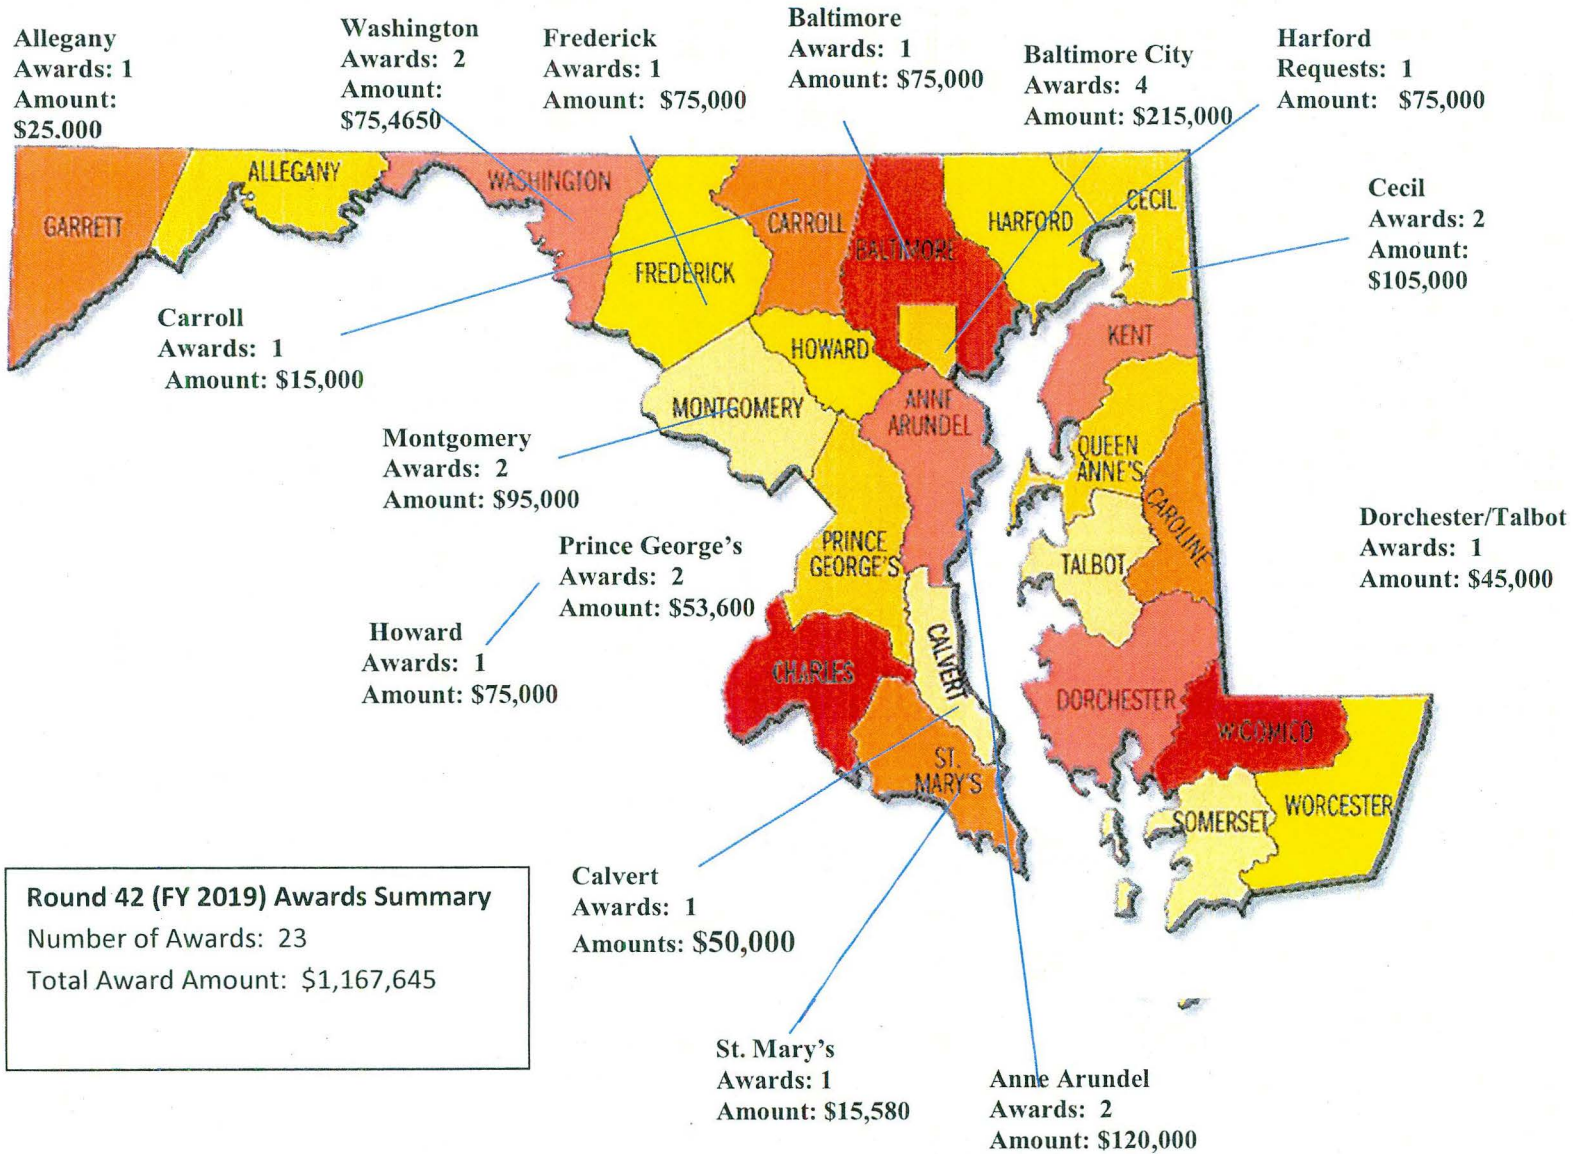 Allegany
Awards: 1
Amount:
$25,000
Washington
Awards: 2
Amount:
$75,4650
Frederick
Awards: 1
Amount: $75,000
Baltimore
Awards: 1
Amount: $75,000
Baltimore City
Awards: 4
Amount: $215,000
Harford
Requests: 1
Amount: $75,000
Cecil
Awards: 2
Amount:
$105,000
GARRETT
ALLEGANY
WASHINGTON
FREDERICK
CARROLL
BALTIMORE
HARFORD
CECIL
KENT
HOWARD
MONTGOMERY
ANNE
ARUNDEL
QUEEN
ANNE'S
CAROLINE
TALBOT
PRINCE
GEORGE'S
CALVERT
CHARLES
ST.
MARY'S
DORCHESTER
WICOMICO
SOMERSET
WORCESTER
Carroll
Awards: 1
Amount: $15,000
Montgomery
Awards: 2
Amount: $95,000
Prince George's
Awards: 2
Amount: $53,600
Howard
Awards: 1
Amount: $75,000
Dorchester/Talbot
Awards: 1
Amount: $45,000
Calvert
Awards: 1
Amounts: $50,000
St. Mary's
Awards: 1
Amount: $15,580
Anne Arundel
Awards: 2
Amount: $120,000
Round 42 (FY 2019) Awards Summary
Number of Awards: 23
Total Award Amount: $1,167,645